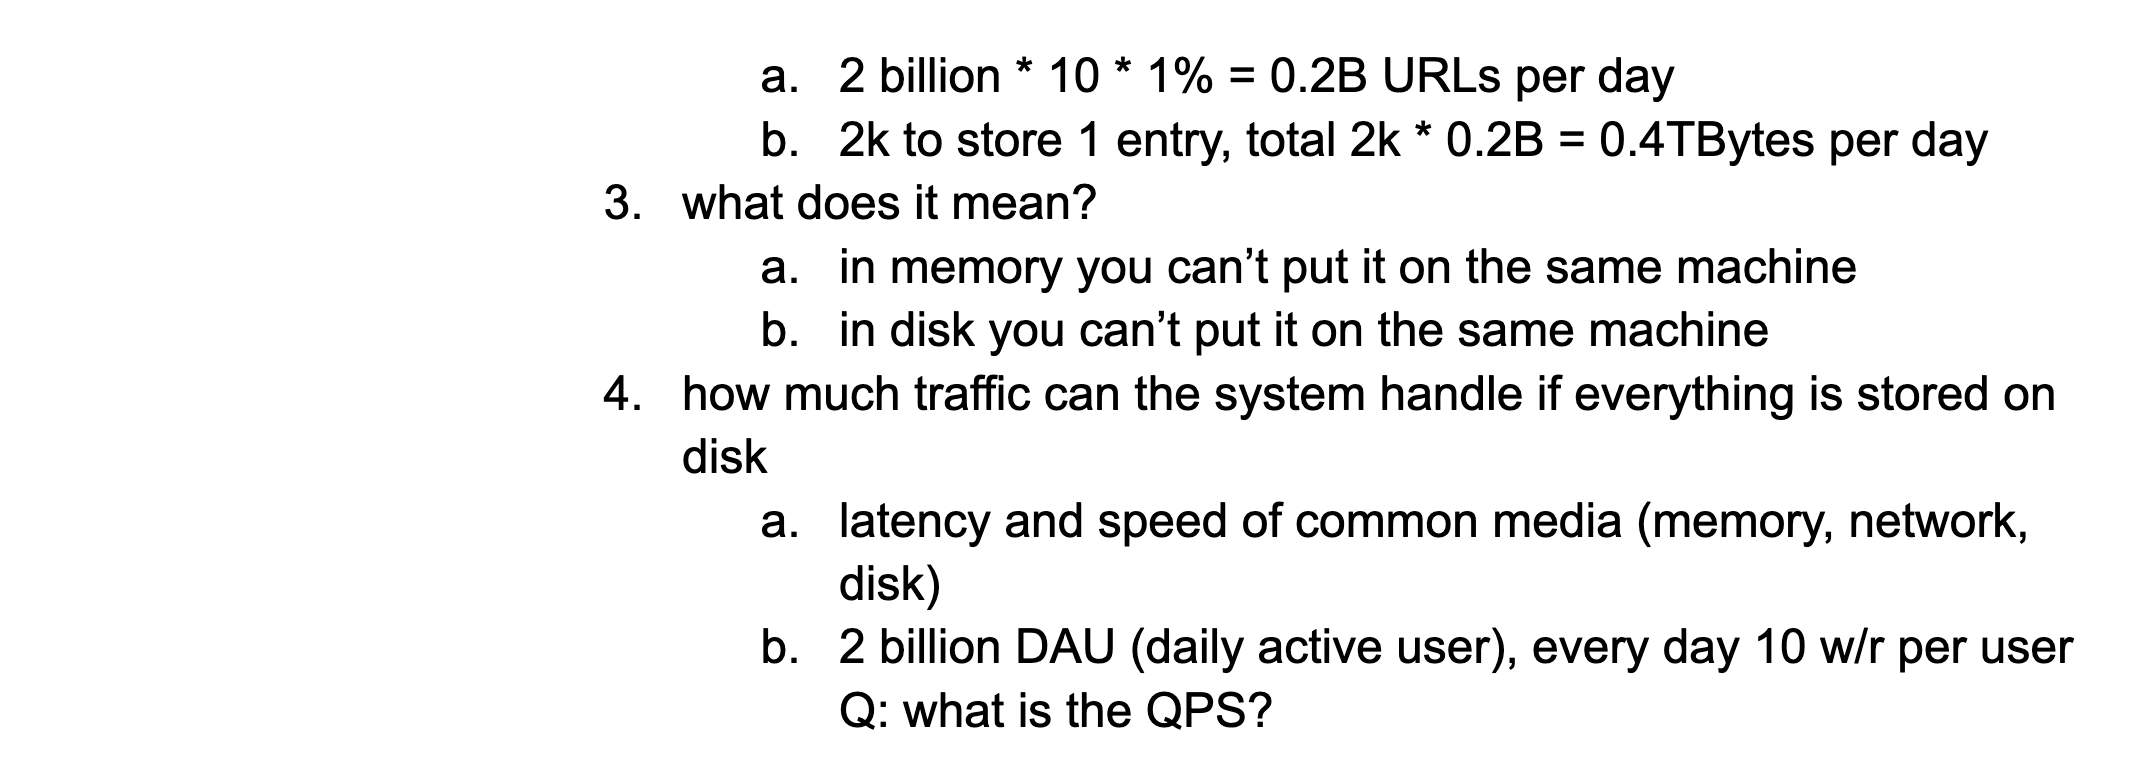 a. 2 billion * 10 * 1% = 0.2B URLs per day
b. 2k to store 1 entry, total 2k * 0.2B = 0.4TBytes per day
3. what does it mean?
a. in memory you can’t put it on the same machine
b. in disk you can’t put it on the same machine
4. how much traffic can the system handle if everything is stored on
disk
a. latency and speed of common media (memory, network,
disk)
b. 2 billion DAU (daily active user), every day 10 w/r per user
Q: what is the QPS?